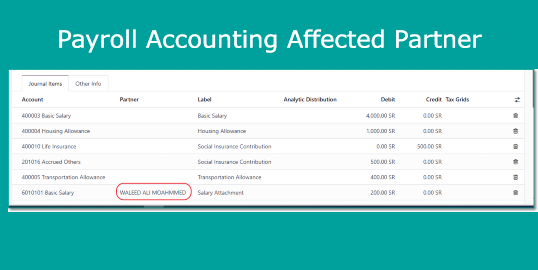 Payroll Accounting Affected Partner
Journal Items Other Info
Account Partner Label Analytic Distribution Debit Credit Tax Grids
400003 Basic Salary Basic Salary 4,000.00 SR 0.00 SR
400004 Housing Allowance Housing Allowance 1,000.00 SR 0.00 SR
400010 Life Insurance Social Insurance Contribution 0.00 SR 500.00 SR
201016 Accrued Others Social Insurance Contribution 500.00 SR 0.00 SR
400005 Transportation Allowance Transportation Allowance 400.00 SR 0.00 SR
6010101 Basic Salary WALEED ALI MOAHMMED Salary Attachment 200.00 SR 0.00 SR